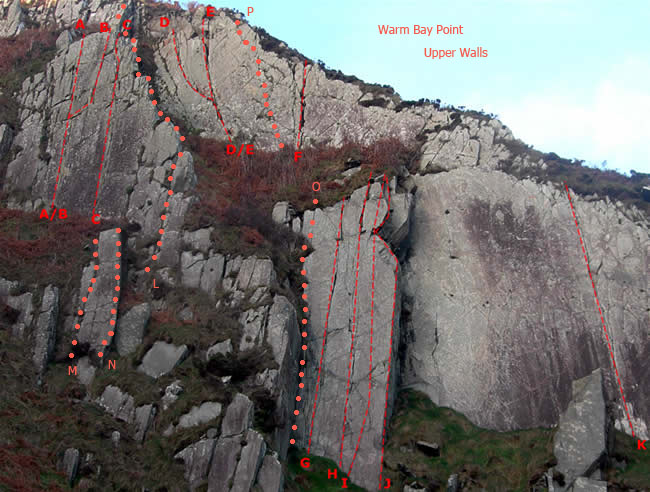 Warm Bay Point
Upper Walls
A B C D E P
A/B C D/E F
O
L
M N
G H I J K